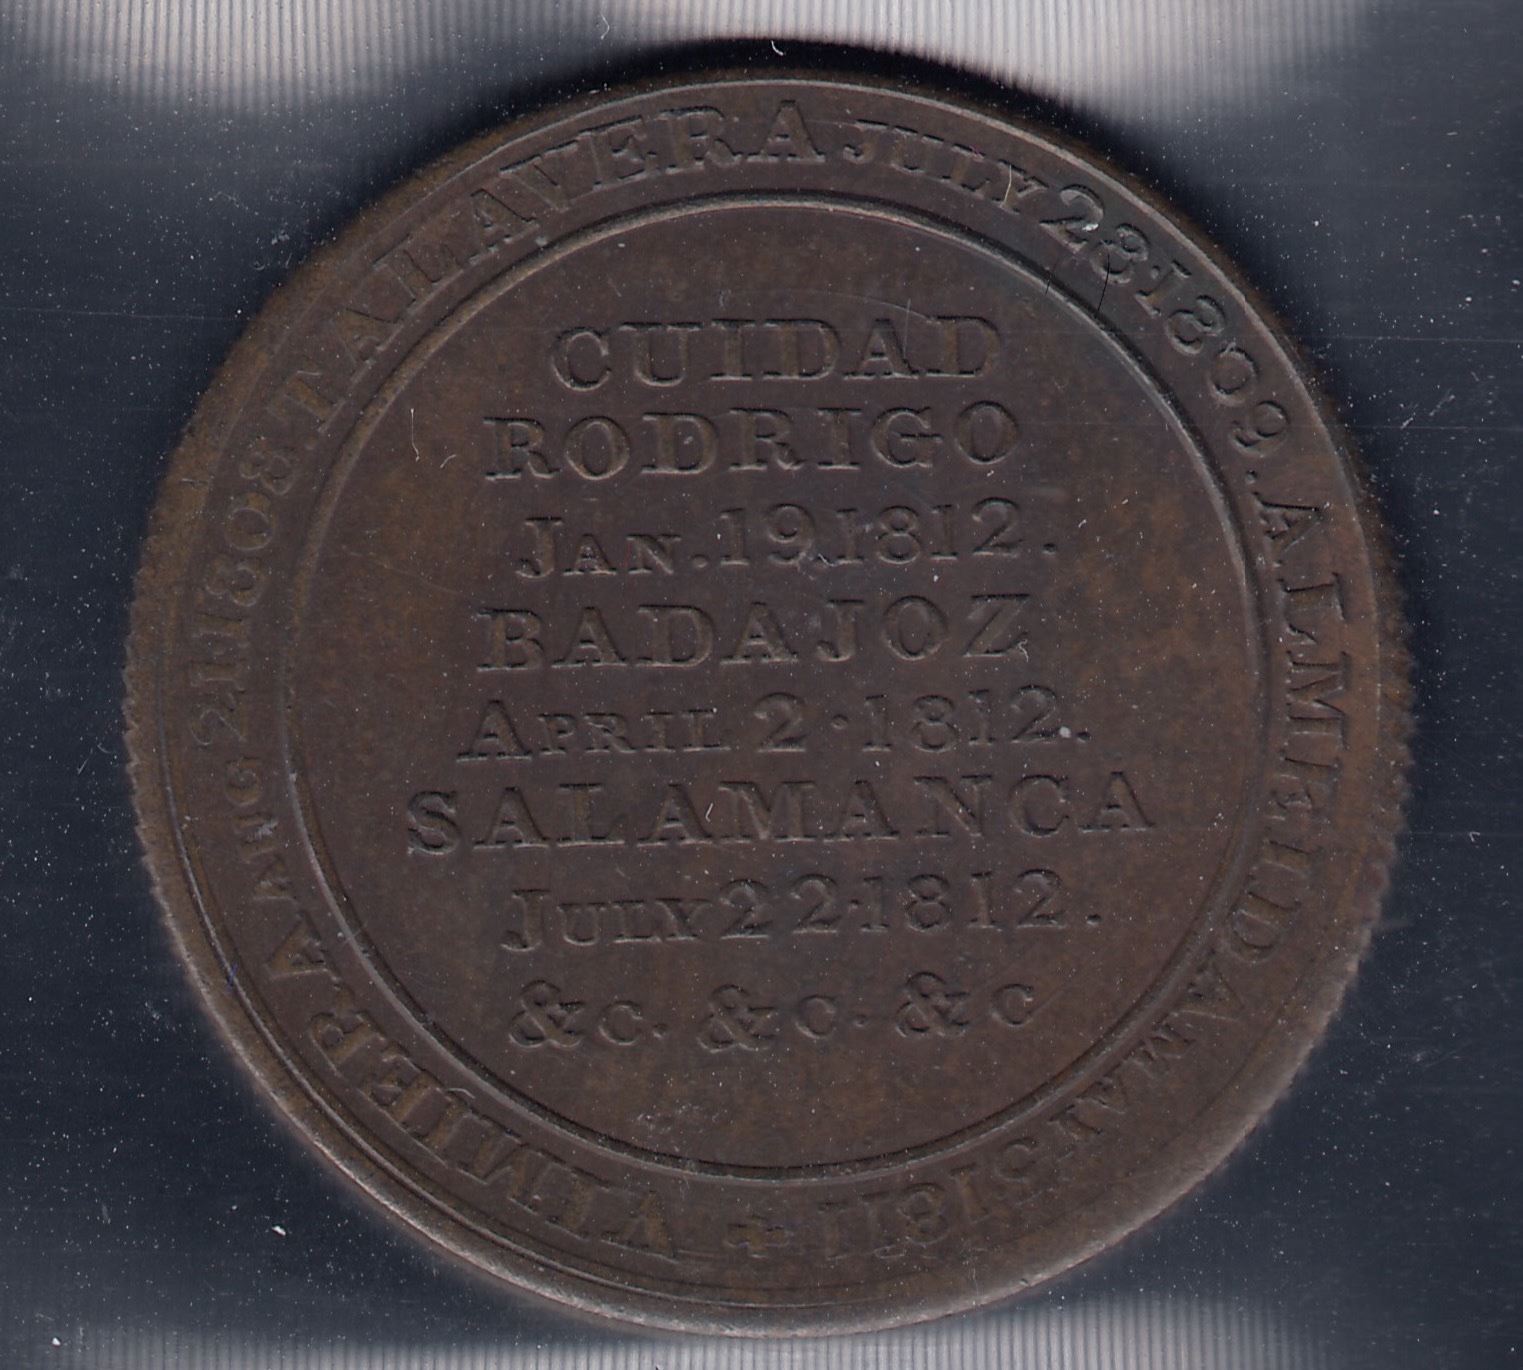 VIMIERA AUG 21 1808. TALAVERA JULY 28·1809. ALMEIDA MAY 5 1811
CUIDAD
RODRIGO
JAN. 19 1812.
BADAJOZ
APRIL 2·1812.
SALAMANCA
JULY 22·1812.
&C. &C. &C